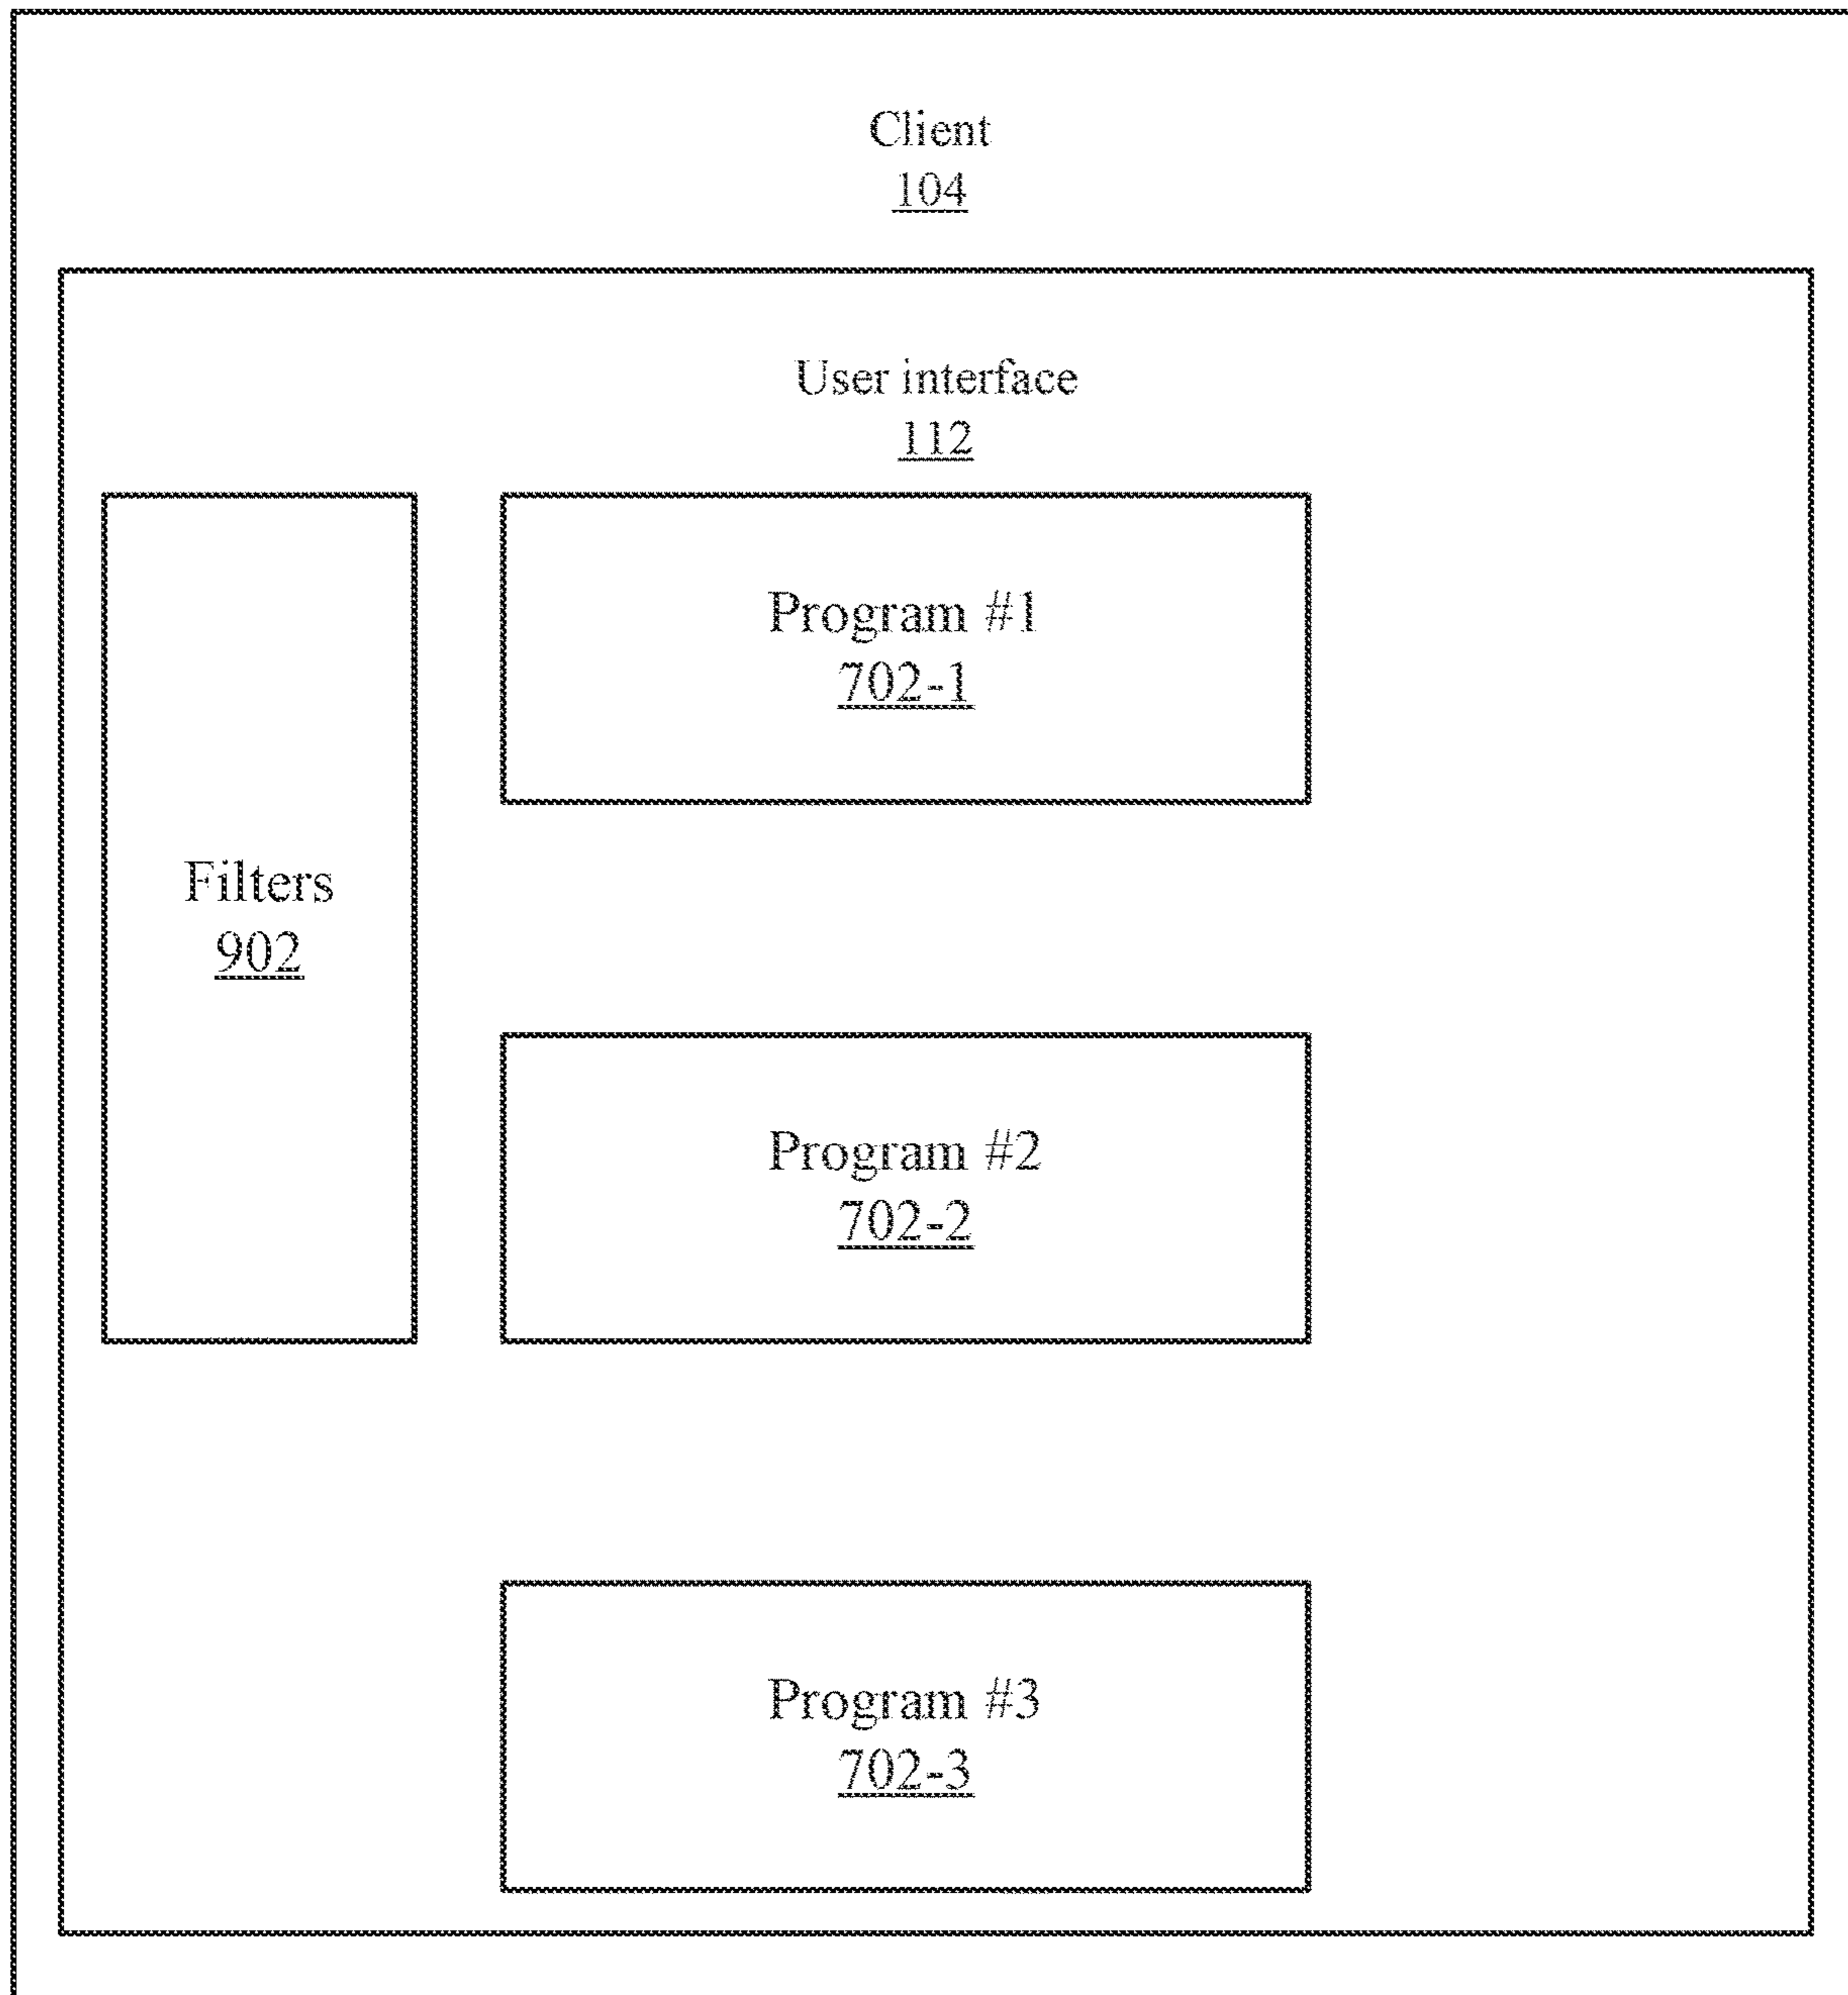 Client
104
User interface
112
Program #1
702-1
Filters
902
Program #2
702-2
Program #3
702-3